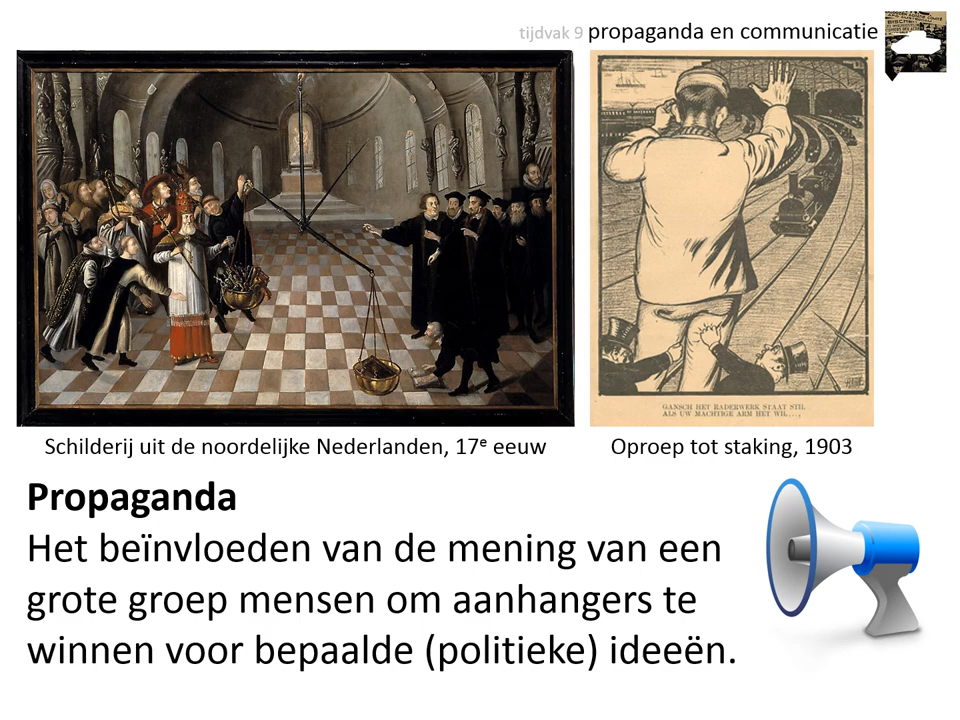 tijdvak 9 propaganda en communicatie
GANSCH HET RADERWERK STAAT STIL
ALS UW MACHTIGE ARM HET WIL....,
Schilderij uit de noordelijke Nederlanden, 17e eeuw
Oproep tot staking, 1903
Propaganda
Het beïnvloeden van de mening van een
grote groep mensen om aanhangers te
winnen voor bepaalde (politieke) ideeën.